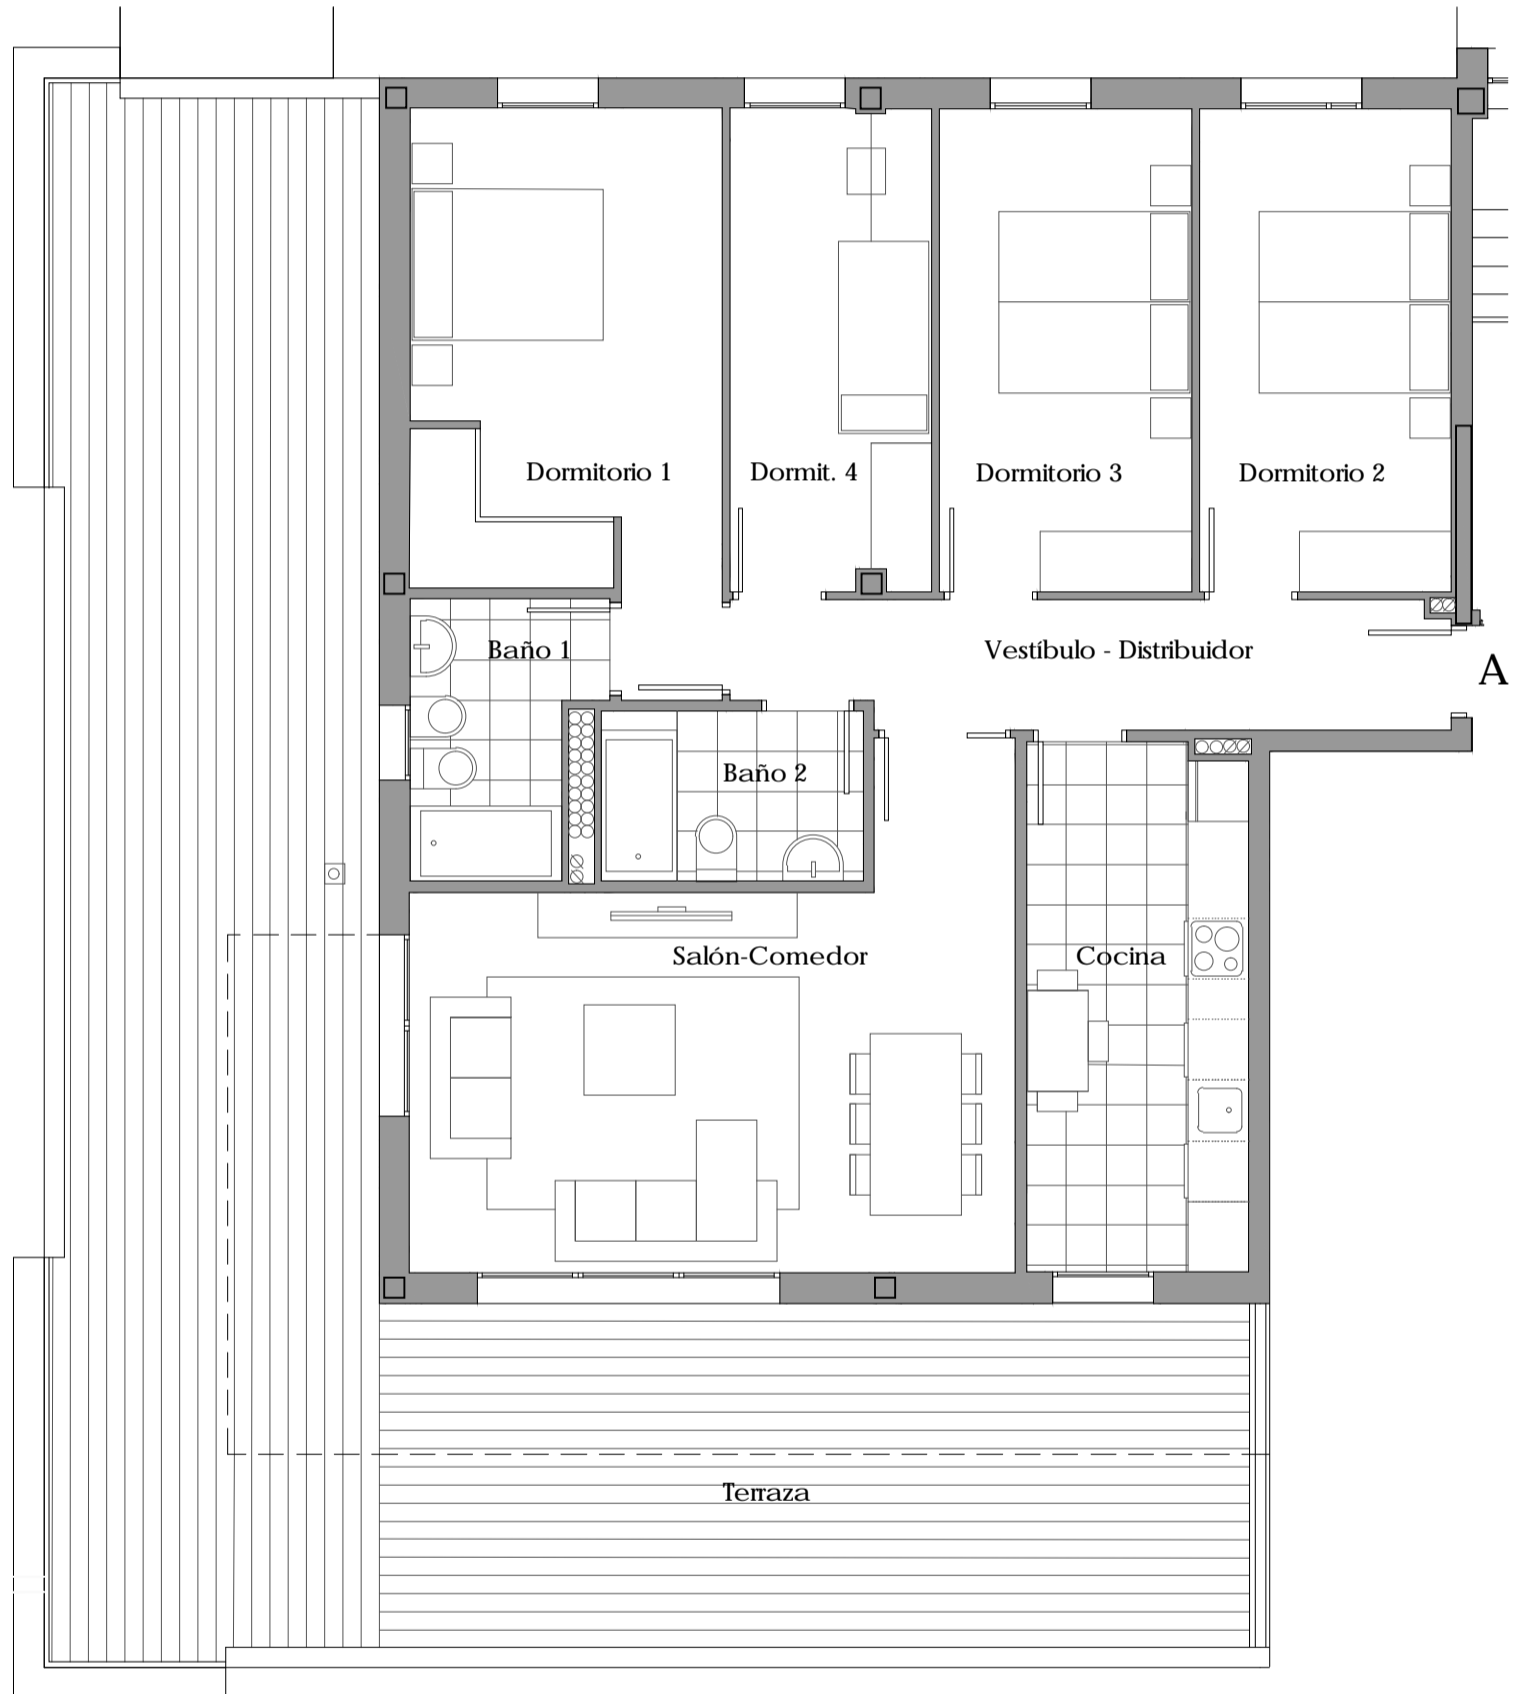 Dormitorio 1
Dormit. 4
Dormitorio 3
Dormitorio 2
Baño 1
Vestíbulo - Distribuidor
A
Baño 2
Salón-Comedor
Cocina
Terraza